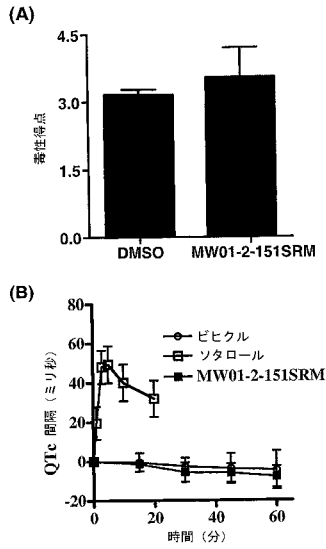 (A)
4.5
3.0
1.5
0.0
毒性得点
DMSO MW01-2-151SRM
(B)
80
60
40
20
0
-20
QTc 間隔 (ミリ秒)
ビヒクル
ソタロール
MW01-2-151SRM
0 20 40 60
時間 (分)